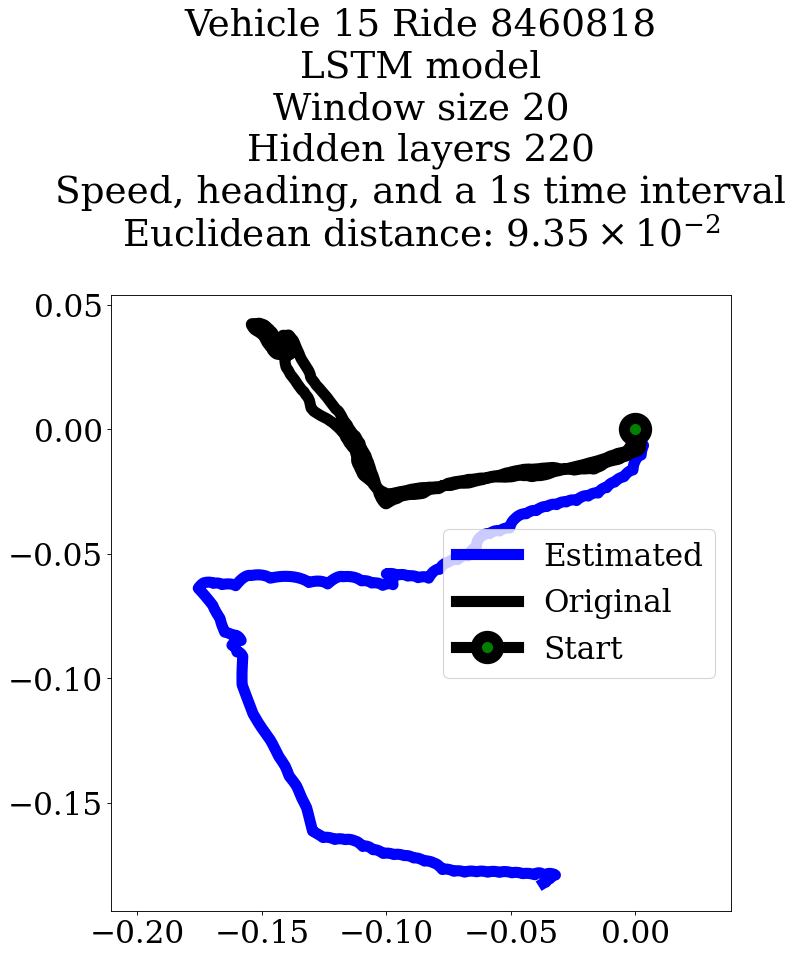 Vehicle 15 Ride 8460818
LSTM model
Window size 20
Hidden layers 220
Speed, heading, and a 1s time interval
Euclidean distance: 9.35 × 10⁻²
0.05
0.00
−0.05
−0.10
−0.15
Estimated
Original
Start
−0.20 −0.15 −0.10 −0.05 0.00